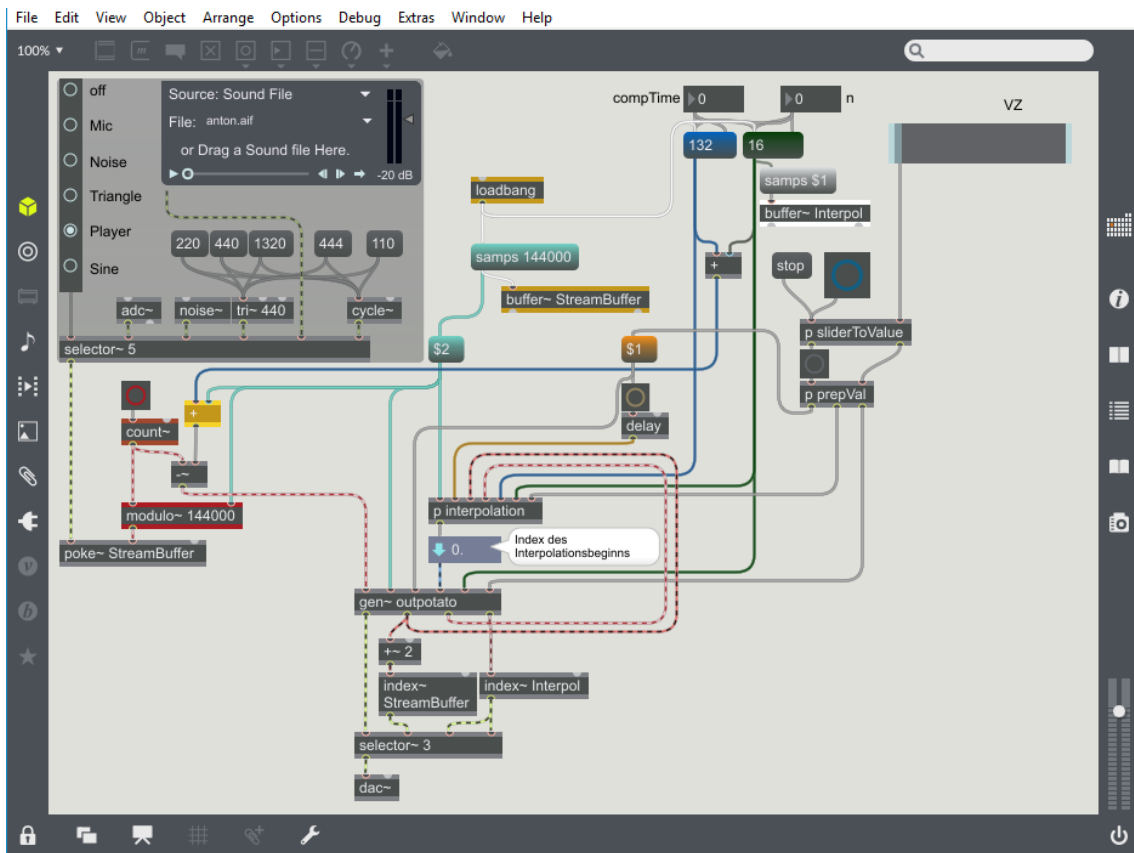 File Edit View Object Arrange Options Debug Extras Window Help
100%
off
Source: Sound File
Mic
File: anton.aif
or Drag a Sound file Here.
Noise
-20 dB
Triangle
Player
220 440 1320 444 110
Sine
adc~ noise~ tri~ 440 cycle~
selector~ 5
compTime 0 0 n
VZ
132 16
samps $1
loadbang
buffer~ Interpol
samps 144000
+
stop
buffer~ StreamBuffer
p sliderToValue
$2
$1
p prepVal
+
count~
delay
-~
modulo~ 144000
p interpolation
poke~ StreamBuffer
0.
Index des
Interpolationsbeginns
gen~ outpotato
+~ 2
index~
StreamBuffer
index~ Interpol
selector~ 3
dac~